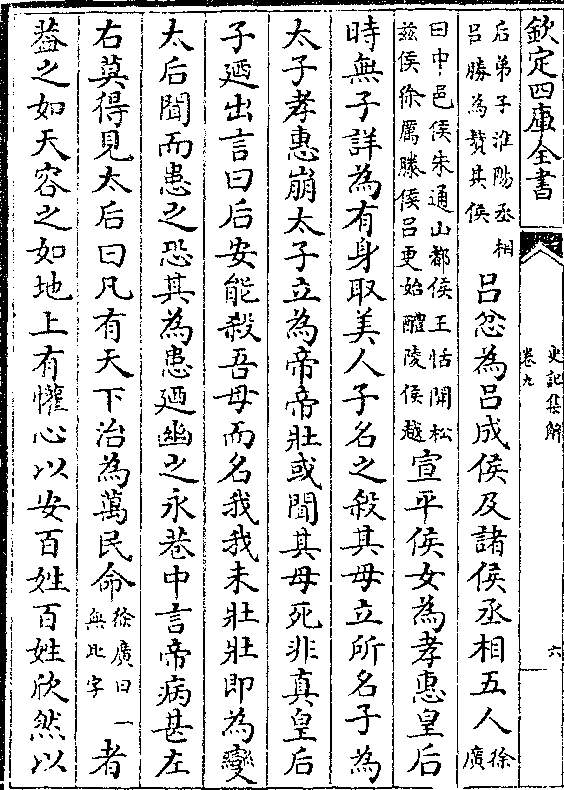 欽定四庫全書
史記集解
卷九
六
后弟子淮陽丞相
吕勝為贅其侯
吕忿為吕成侯及諸侯丞相五人
徐
廣
曰中邑侯朱通山都侯王恬開松
兹侯徐厲滕侯吕更始醴陵侯越
宣平侯女為孝惠皇后
時無子詳為有身取美人子名之殺其母立所名子為
太子孝惠崩太子立為帝帝壯或聞其母死非真皇后
子廼出言曰后安能殺吾母而名我我未壯壯即為變
太后聞而患之恐其為患廼幽之永巷中言帝病甚左
右莫得見太后曰凡有天下治為萬民命
徐廣曰一
無此字
者
葢之如天容之如地上有懽心以安百姓百姓欣然以